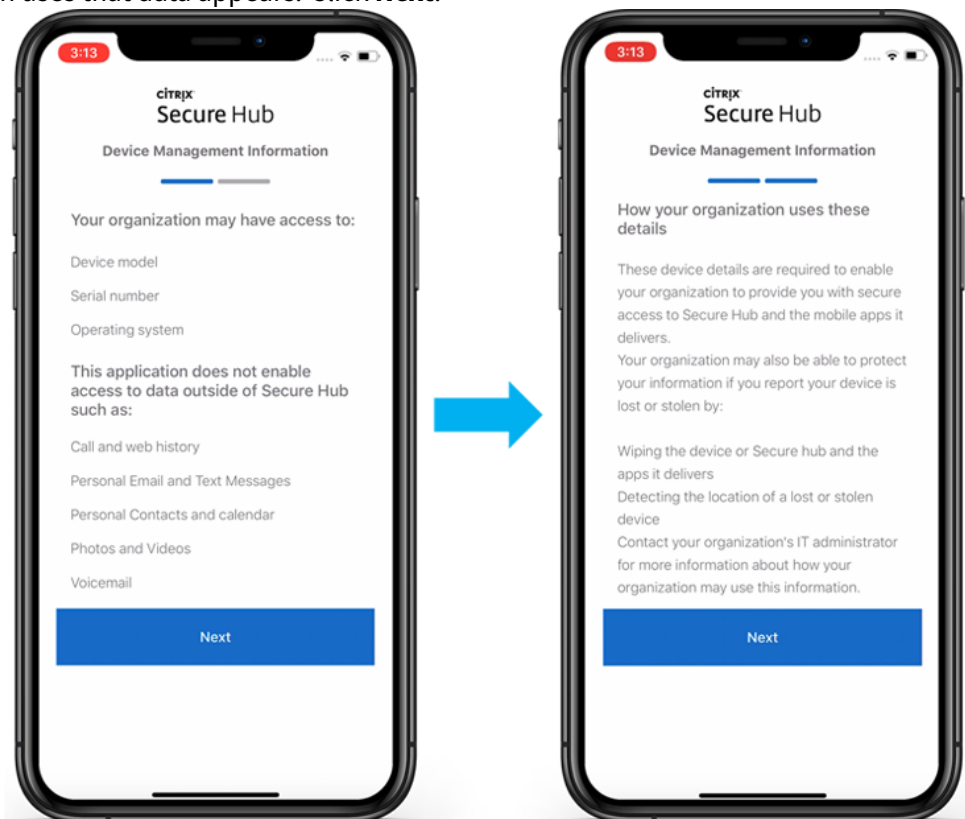 n uses that data appears. Click Next.
3:13
citrix
Secure Hub
Device Management Information
Your organization may have access to:
Device model
Serial number
Operating system
This application does not enable
access to data outside of Secure Hub
such as:
Call and web history
Personal Email and Text Messages
Personal Contacts and calendar
Photos and Videos
Voicemail
Next
3:13
citrix
Secure Hub
Device Management Information
How your organization uses these
details
These device details are required to enable
your organization to provide you with secure
access to Secure Hub and the mobile apps it
delivers.
Your organization may also be able to protect
your information if you report your device is
lost or stolen by:
Wiping the device or Secure hub and the
apps it delivers
Detecting the location of a lost or stolen
device
Contact your organization's IT administrator
for more information about how your
organization may use this information.
Next